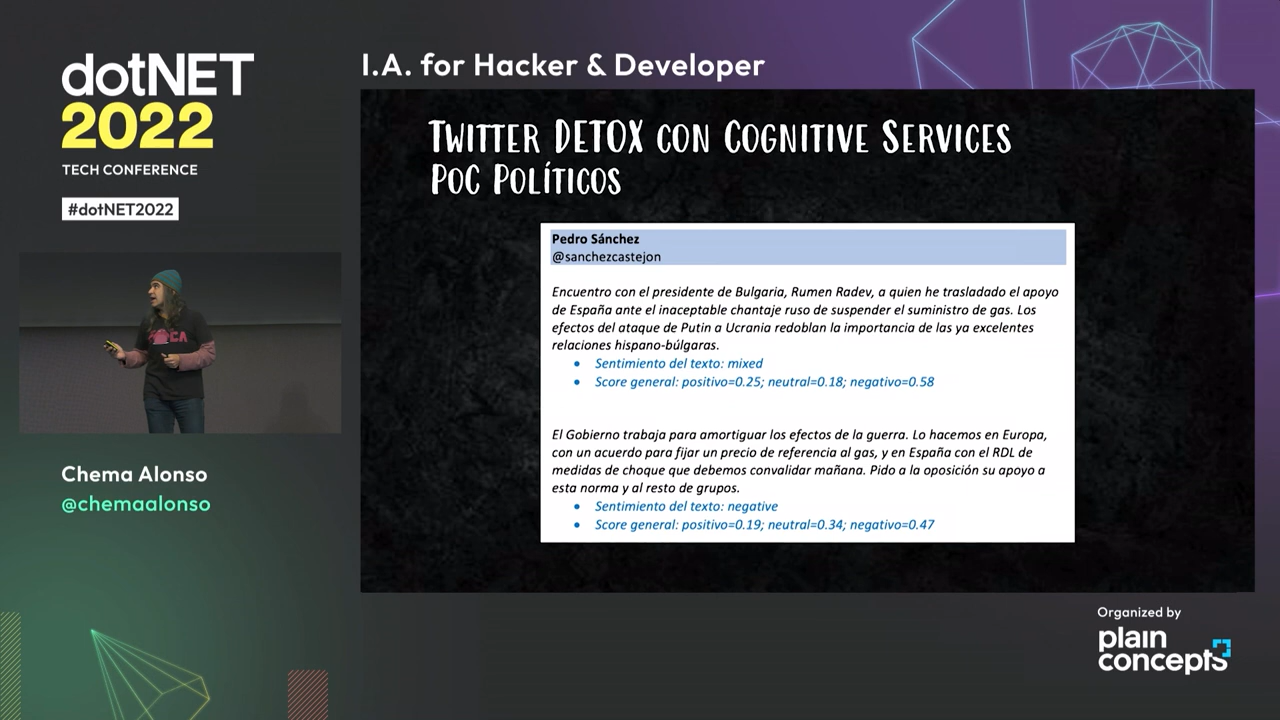 dotNET
2022
TECH CONFERENCE
#dotNET2022
Chema Alonso
@chemaalonso
I.A. for Hacker & Developer
TWITTER DETOX CON COGNITIVE SERVICES
POC POLÍTICOS
Pedro Sánchez
@sanchezcastejon
Encuentro con el presidente de Bulgaria, Rumen Radev, a quien he trasladado el apoyo
de España ante el inaceptable chantaje ruso de suspender el suministro de gas. Los
efectos del ataque de Putin a Ucrania redoblan la importancia de las ya excelentes
relaciones hispano-búlgaras.
• Sentimiento del texto: mixed
• Score general: positivo=0.25; neutral=0.18; negativo=0.58
El Gobierno trabaja para amortiguar los efectos de la guerra. Lo hacemos en Europa,
con un acuerdo para fijar un precio de referencia al gas, y en España con el RDL de
medidas de choque que debemos convalidar mañana. Pido a la oposición su apoyo a
esta norma y al resto de grupos.
• Sentimiento del texto: negative
• Score general: positivo=0.19; neutral=0.34; negativo=0.47
Organized by
plain
concepts